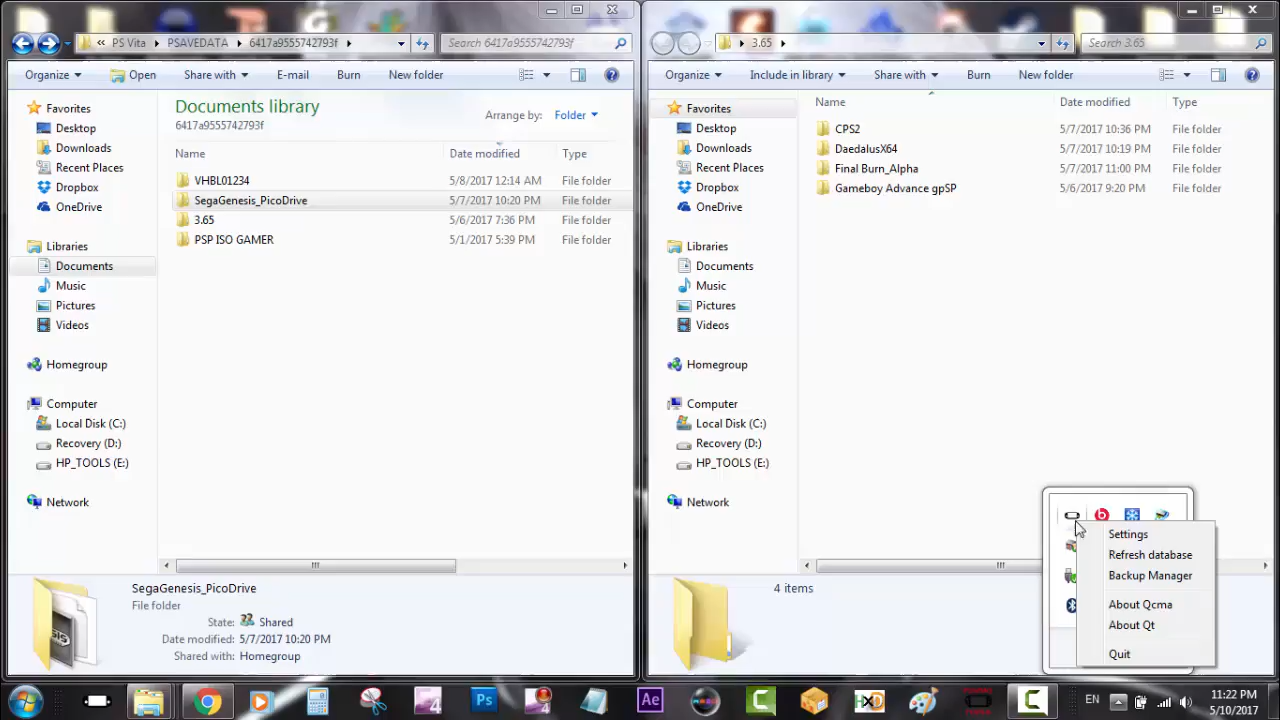 PS Vita PSAVEDATA 6417a9555742793f
Search 6417a9555742793f
Organize Open Share with E-mail Burn New folder
Favorites
Desktop
Downloads
Recent Places
Dropbox
OneDrive
Libraries
Documents
Music
Pictures
Videos
Homegroup
Computer
Local Disk (C:)
Recovery (D:)
HP_TOOLS (E:)
Network
Documents library
6417a9555742793f
Arrange by: Folder
Name Date modified Type
VHBL01234 5/8/2017 12:14 AM File folder
SegaGenesis_PicoDrive 5/7/2017 10:20 PM File folder
3.65 5/6/2017 7:36 PM File folder
PSP ISO GAMER 5/1/2017 5:39 PM File folder
SegaGenesis_PicoDrive
File folder
State: Shared
Date modified: 5/7/2017 10:20 PM
Shared with: Homegroup
3.65
Search 3.65
Organize Include in library Share with Burn New folder
Favorites
Desktop
Downloads
Recent Places
Dropbox
OneDrive
Libraries
Documents
Music
Pictures
Videos
Homegroup
Computer
Local Disk (C:)
Recovery (D:)
HP_TOOLS (E:)
Network
Name Date modified Type
CPS2 5/7/2017 10:36 PM File folder
DaedalusX64 5/7/2017 10:19 PM File folder
Final Burn_Alpha 5/7/2017 11:00 PM File folder
Gameboy Advance gpSP 5/6/2017 9:20 PM File folder
4 items
Settings
Refresh database
Backup Manager
About Qcma
About Qt
Quit
4
Ps
Ae
C
HxD
C
EN
11:22 PM
5/10/2017